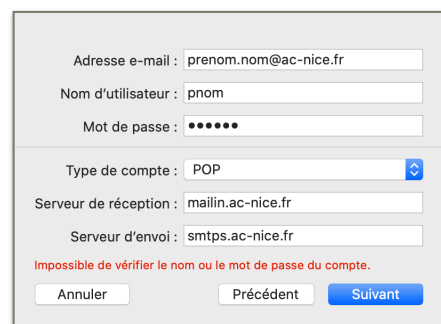 Adresse e-mail : prenom.nom@ac-nice.fr
Nom d'utilisateur : pnom
Mot de passe : ●●●●●●
Type de compte : POP
Serveur de réception : mailin.ac-nice.fr
Serveur d'envoi : smtps.ac-nice.fr
Impossible de vérifier le nom ou le mot de passe du compte.
Annuler Précédent Suivant